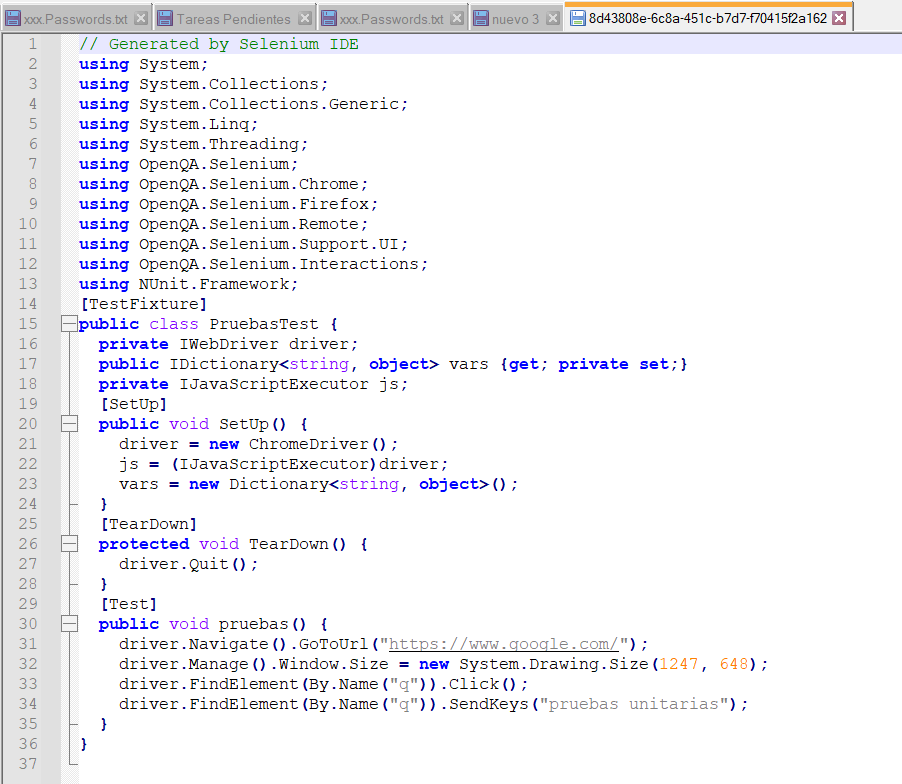 xxx.Passwords.txt Tareas Pendientes xxx.Passwords.txt nuevo 3 8d43808e-6c8a-451c-b7d7-f70415f2a162
1 // Generated by Selenium IDE
2 using System;
3 using System.Collections;
4 using System.Collections.Generic;
5 using System.Linq;
6 using System.Threading;
7 using OpenQA.Selenium;
8 using OpenQA.Selenium.Chrome;
9 using OpenQA.Selenium.Firefox;
10 using OpenQA.Selenium.Remote;
11 using OpenQA.Selenium.Support.UI;
12 using OpenQA.Selenium.Interactions;
13 using NUnit.Framework;
14 [TestFixture]
15 public class PruebasTest {
16 private IWebDriver driver;
17 public IDictionary<string, object> vars {get; private set;}
18 private IJavaScriptExecutor js;
19 [SetUp]
20 public void SetUp() {
21 driver = new ChromeDriver();
22 js = (IJavaScriptExecutor)driver;
23 vars = new Dictionary<string, object>();
24 }
25 [TearDown]
26 protected void TearDown() {
27 driver.Quit();
28 }
29 [Test]
30 public void pruebas() {
31 driver.Navigate().GoToUrl("https://www.google.com/");
32 driver.Manage().Window.Size = new System.Drawing.Size(1247, 648);
33 driver.FindElement(By.Name("q")).Click();
34 driver.FindElement(By.Name("q")).SendKeys("pruebas unitarias");
35 }
36 }
37